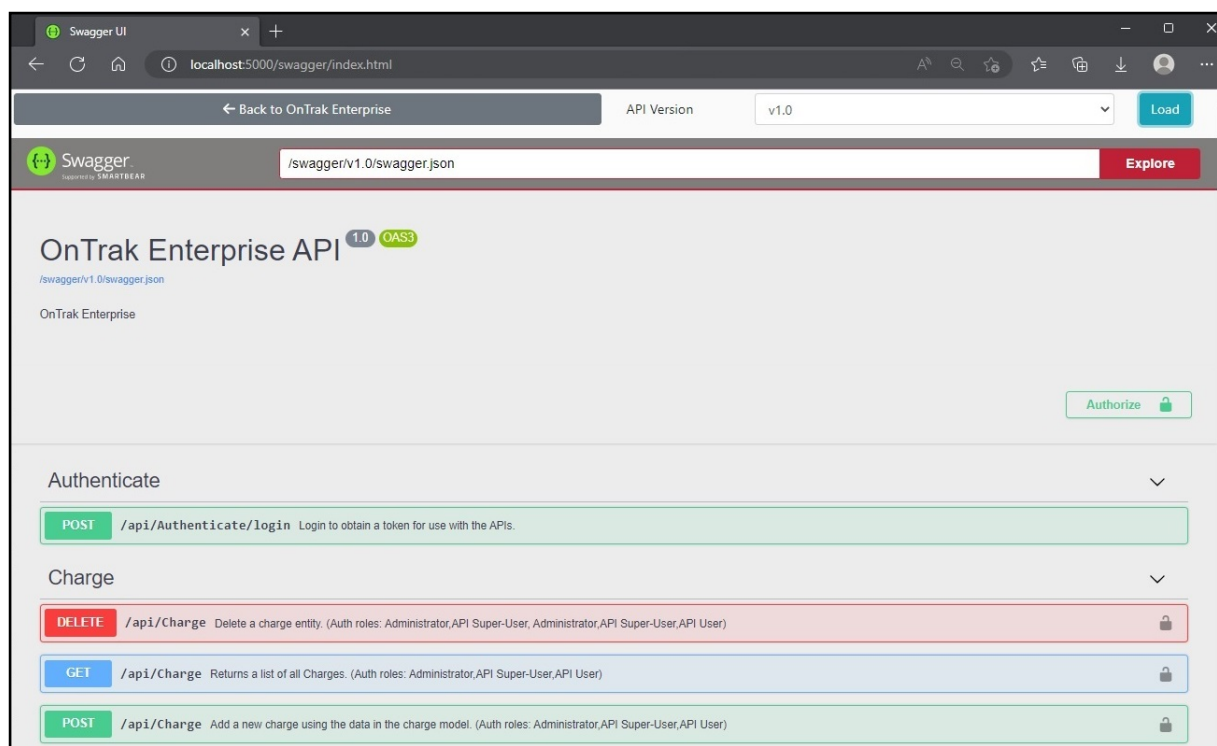 Swagger UI
localhost:5000/swagger/index.html
← Back to OnTrak Enterprise API Version v1.0 Load
Swagger.
Supported by SMARTBEAR
/swagger/v1.0/swagger.json Explore
OnTrak Enterprise API 1.0 OAS3
/swagger/v1.0/swagger.json
OnTrak Enterprise
Authorize
Authenticate
POST /api/Authenticate/login Login to obtain a token for use with the APIs.
Charge
DELETE /api/Charge Delete a charge entity. (Auth roles: Administrator,API Super-User, Administrator,API Super-User,API User)
GET /api/Charge Returns a list of all Charges. (Auth roles: Administrator,API Super-User,API User)
POST /api/Charge Add a new charge using the data in the charge model. (Auth roles: Administrator,API Super-User,API User)